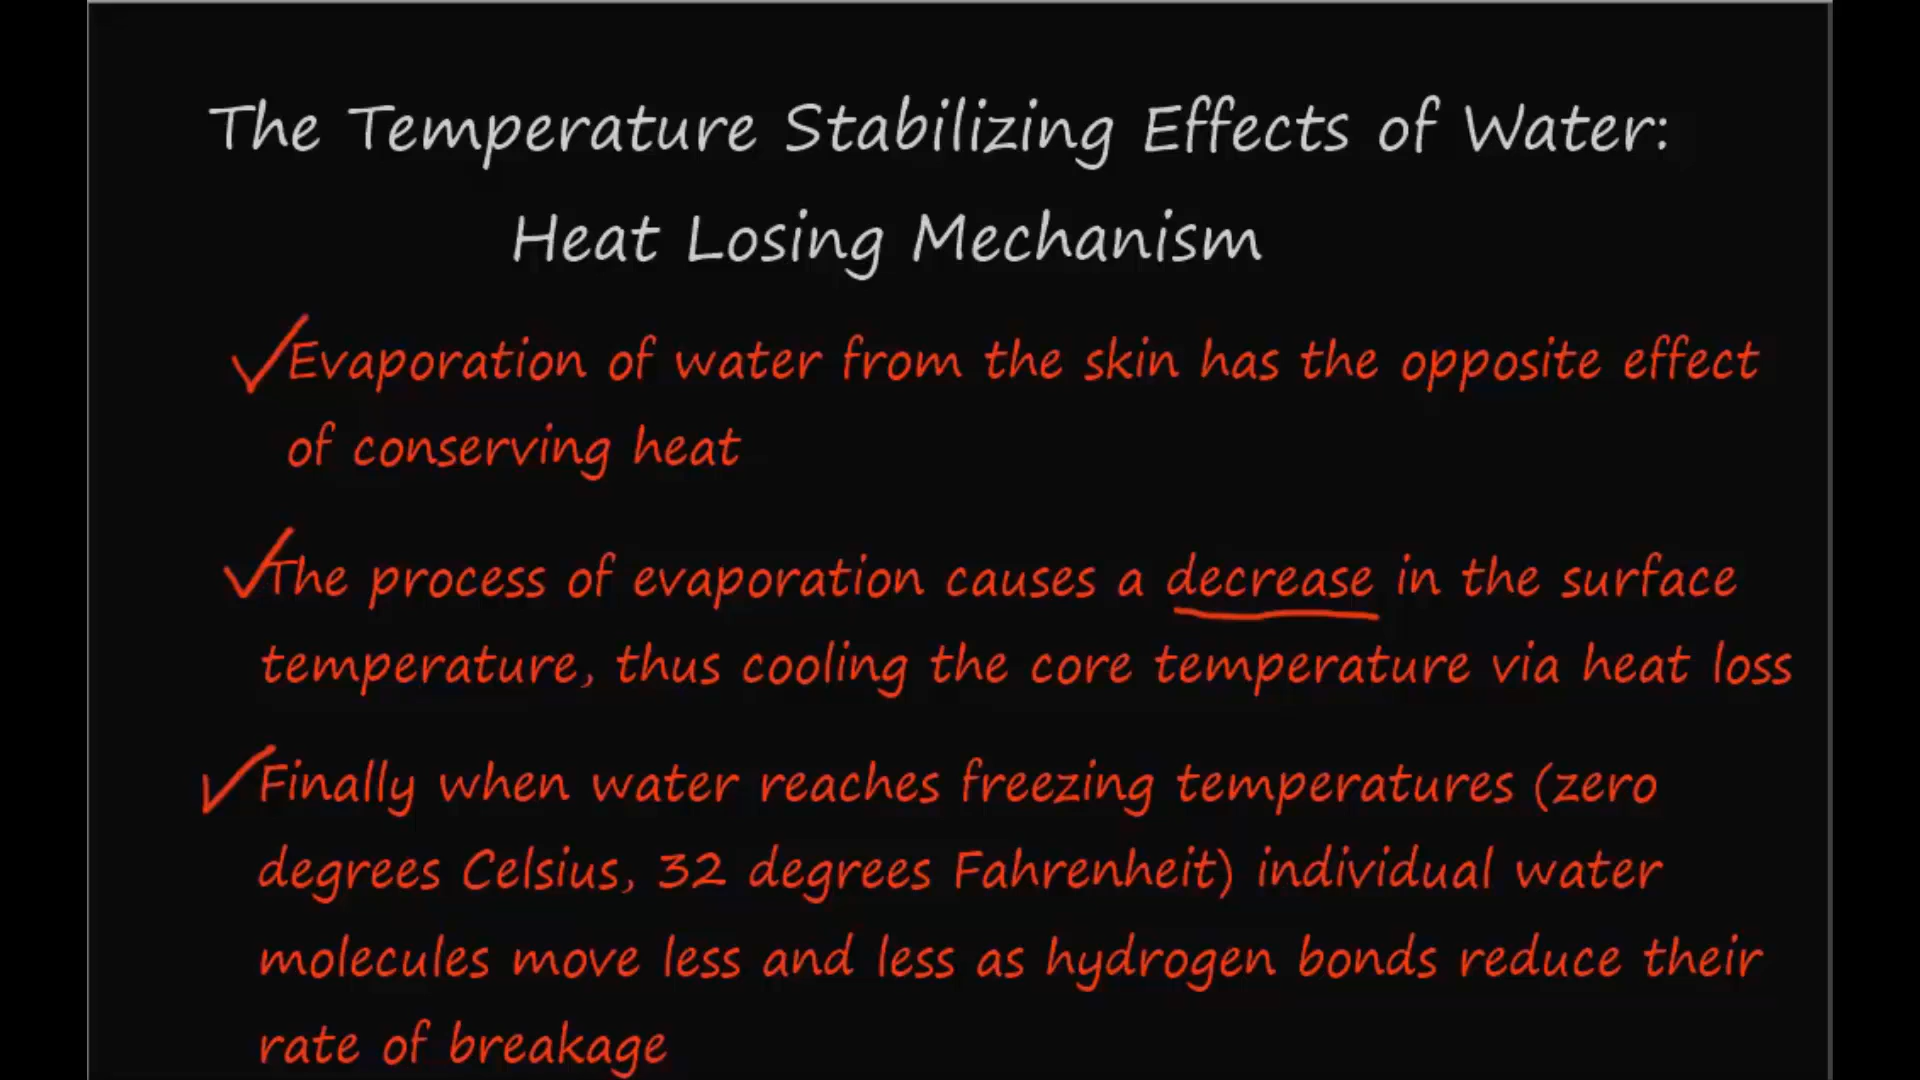 The Temperature Stabilizing Effects of Water:
Heat Losing Mechanism
Evaporation of water from the skin has the opposite effect
of conserving heat
The process of evaporation causes a decrease in the surface
temperature, thus cooling the core temperature via heat loss
Finally when water reaches freezing temperatures (zero
degrees Celsius, 32 degrees Fahrenheit) individual water
molecules move less and less as hydrogen bonds reduce their
rate of breakage